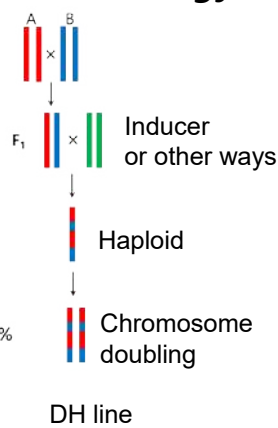 A B
×
F₁ × Inducer
or other ways
Haploid
% Chromosome
doubling
DH line